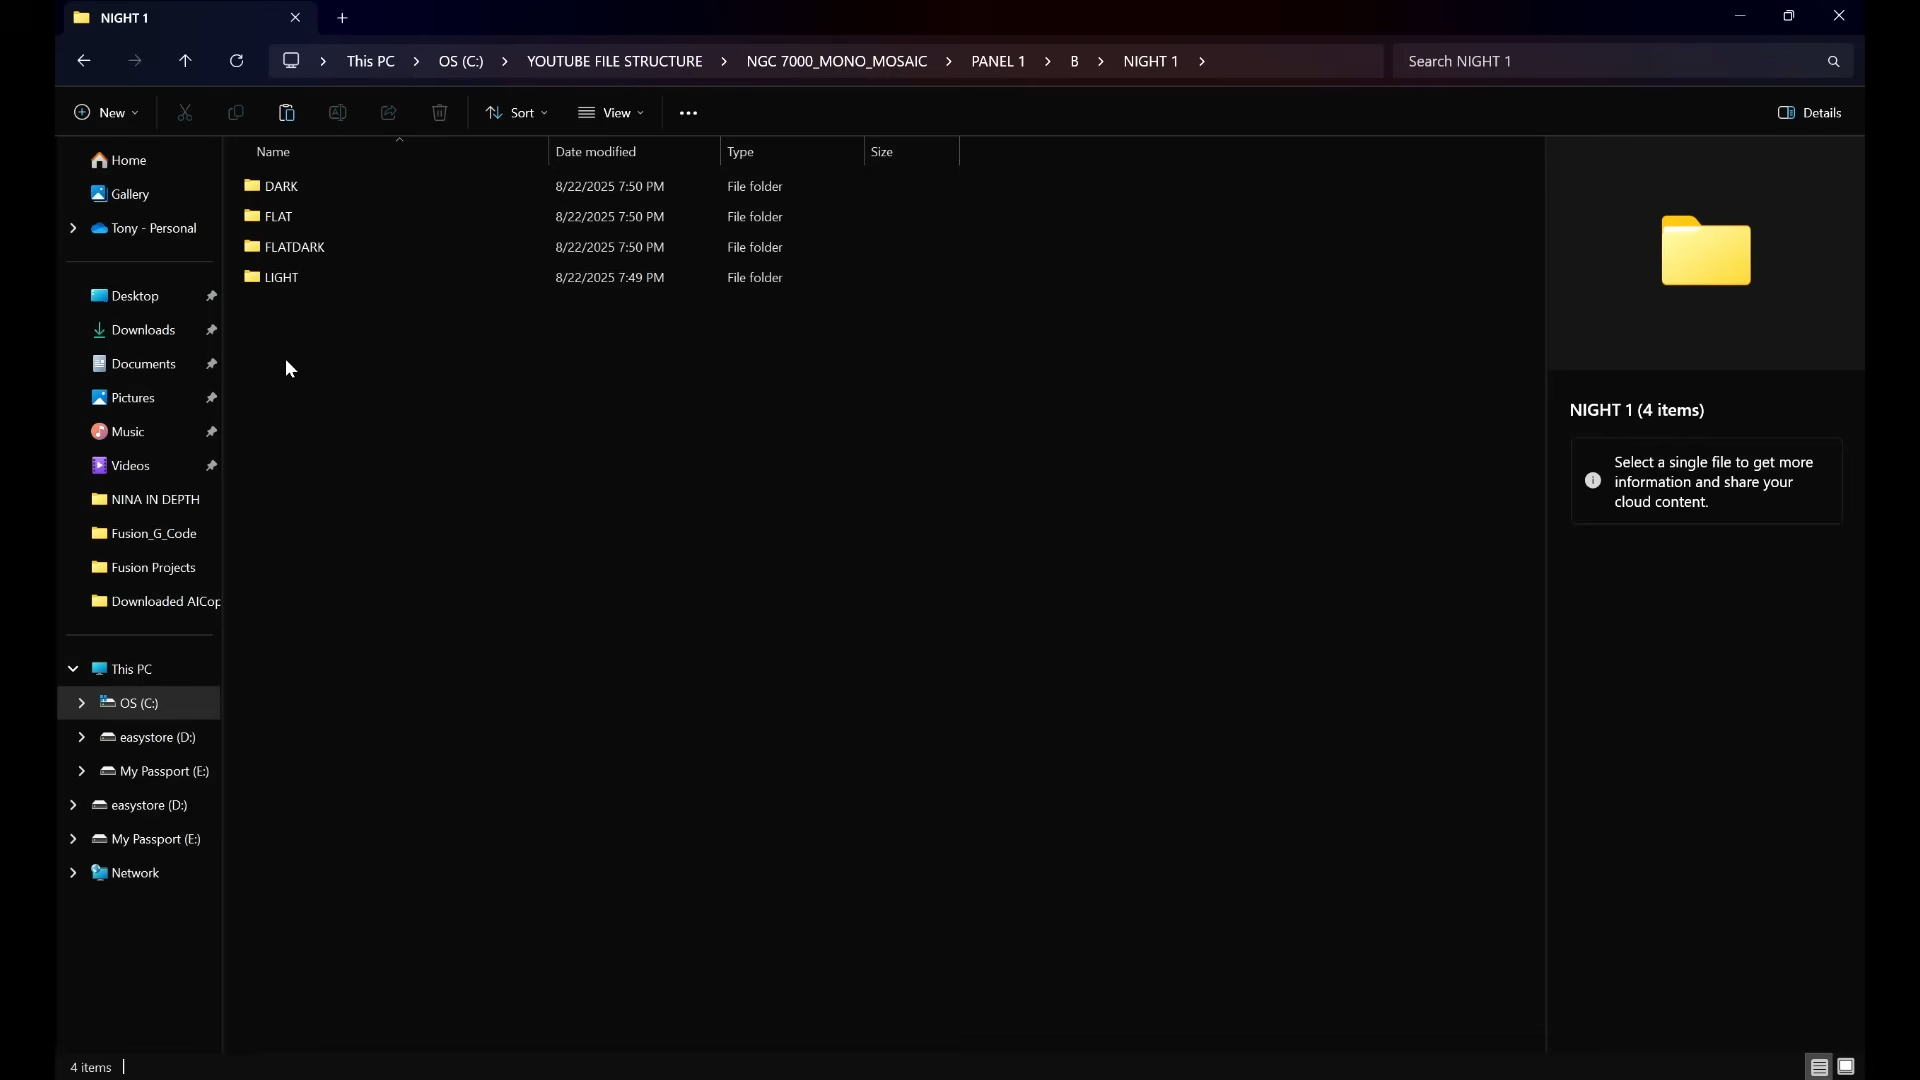 NIGHT 1
This PC > OS (C:) > YOUTUBE FILE STRUCTURE > NGC 7000_MONO_MOSAIC > PANEL 1 > B > NIGHT 1 >
Search NIGHT 1
New
Sort
View
Details
Name Date modified Type Size
DARK 8/22/2025 7:50 PM File folder
FLAT 8/22/2025 7:50 PM File folder
FLATDARK 8/22/2025 7:50 PM File folder
LIGHT 8/22/2025 7:49 PM File folder
Home
Gallery
Tony - Personal
Desktop
Downloads
Documents
Pictures
Music
Videos
NINA IN DEPTH
Fusion_G_Code
Fusion Projects
Downloaded AICop
This PC
OS (C:)
easystore (D:)
My Passport (E:)
easystore (D:)
My Passport (E:)
Network
NIGHT 1 (4 items)
Select a single file to get more
information and share your
cloud content.
4 items